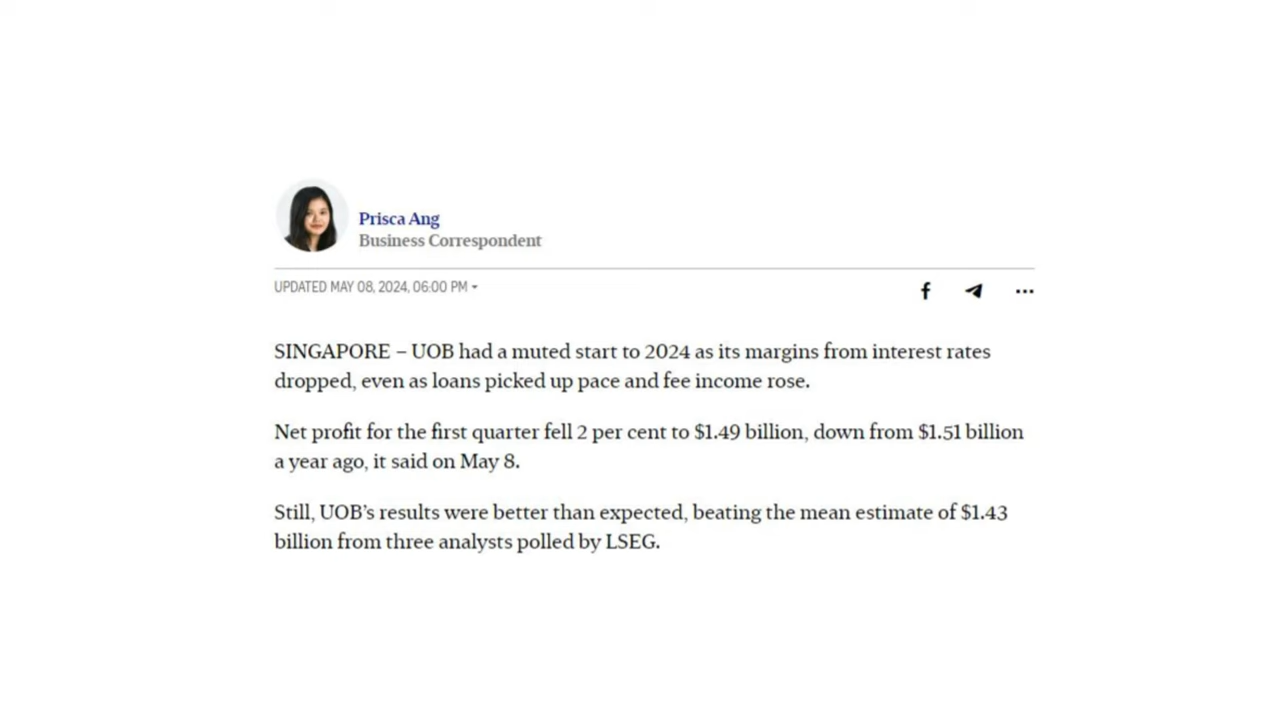 Prisca Ang
Business Correspondent
UPDATED MAY 08, 2024, 06:00 PM
SINGAPORE – UOB had a muted start to 2024 as its margins from interest rates
dropped, even as loans picked up pace and fee income rose.
Net profit for the first quarter fell 2 per cent to $1.49 billion, down from $1.51 billion
a year ago, it said on May 8.
Still, UOB’s results were better than expected, beating the mean estimate of $1.43
billion from three analysts polled by LSEG.